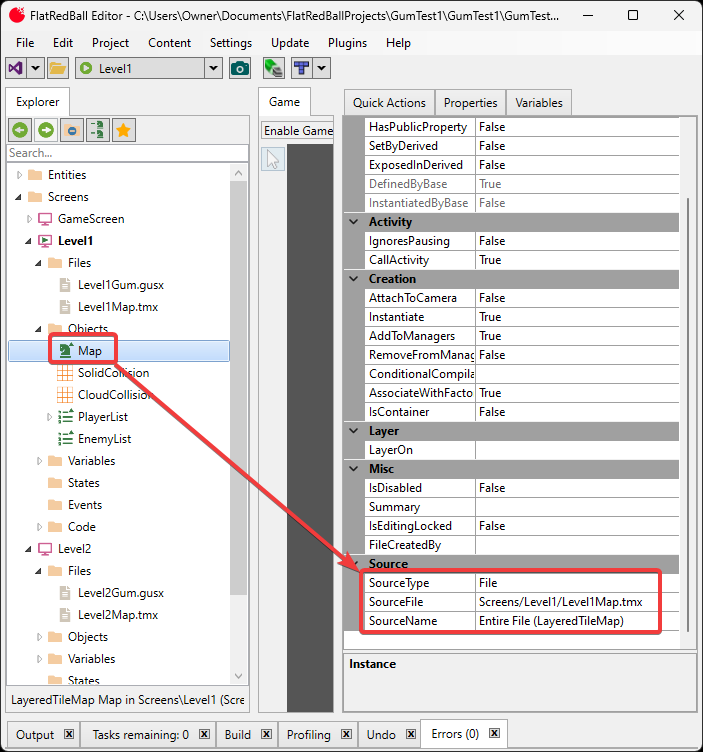 FlatRedBall Editor - C:\Users\Owner\Documents\FlatRedBallProjects\GumTest1\GumTest1\GumTest...
File Edit Project Content Settings Update Plugins Help
Level1
Explorer
Search...
Entities
Screens
GameScreen
Level1
Files
Level1Gum.gusx
Level1Map.tmx
Objects
Map
SolidCollision
CloudCollision
PlayerList
EnemyList
Variables
States
Events
Code
Level2
Files
Level2Gum.gusx
Level2Map.tmx
Objects
Variables
States
LayeredTileMap Map in Screens\Level1 (Scre
Game
Enable Game
Quick Actions Properties Variables
HasPublicProperty False
SetByDerived False
ExposedInDerived False
DefinedByBase True
InstantiatedByBase False
Activity
IgnoresPausing False
CallActivity True
Creation
AttachToCamera False
Instantiate True
AddToManagers True
RemoveFromManag False
ConditionalCompila
AssociateWithFacto True
IsContainer False
Layer
LayerOn
Misc
IsDisabled False
Summary
IsEditingLocked False
FileCreatedBy
Source
SourceType File
SourceFile Screens/Level1/Level1Map.tmx
SourceName Entire File (LayeredTileMap)
Instance
Output Tasks remaining: 0 Build Profiling Undo Errors (0)